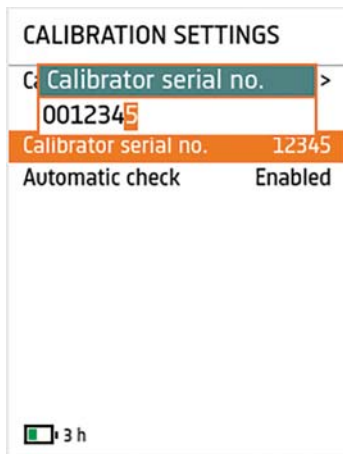 CALIBRATION SETTINGS
Calibrator serial no.
>
0012345
Calibrator serial no. 12345
Automatic check Enabled
3 h